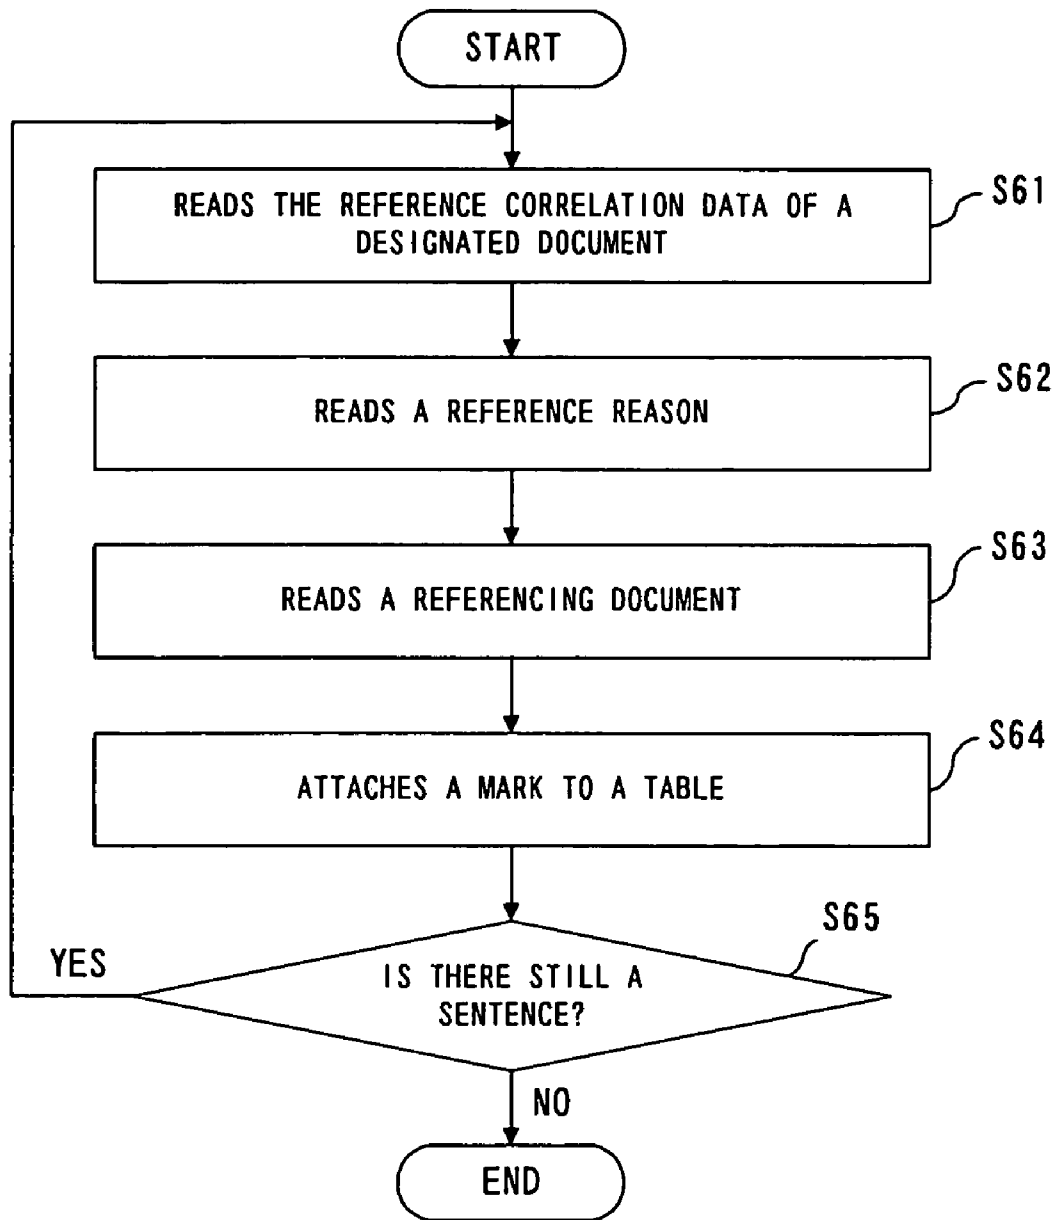 START
READS THE REFERENCE CORRELATION DATA OF A
DESIGNATED DOCUMENT
S61
READS A REFERENCE REASON
S62
READS A REFERENCING DOCUMENT
S63
ATTACHES A MARK TO A TABLE
S64
S65
YES
IS THERE STILL A
SENTENCE?
NO
END